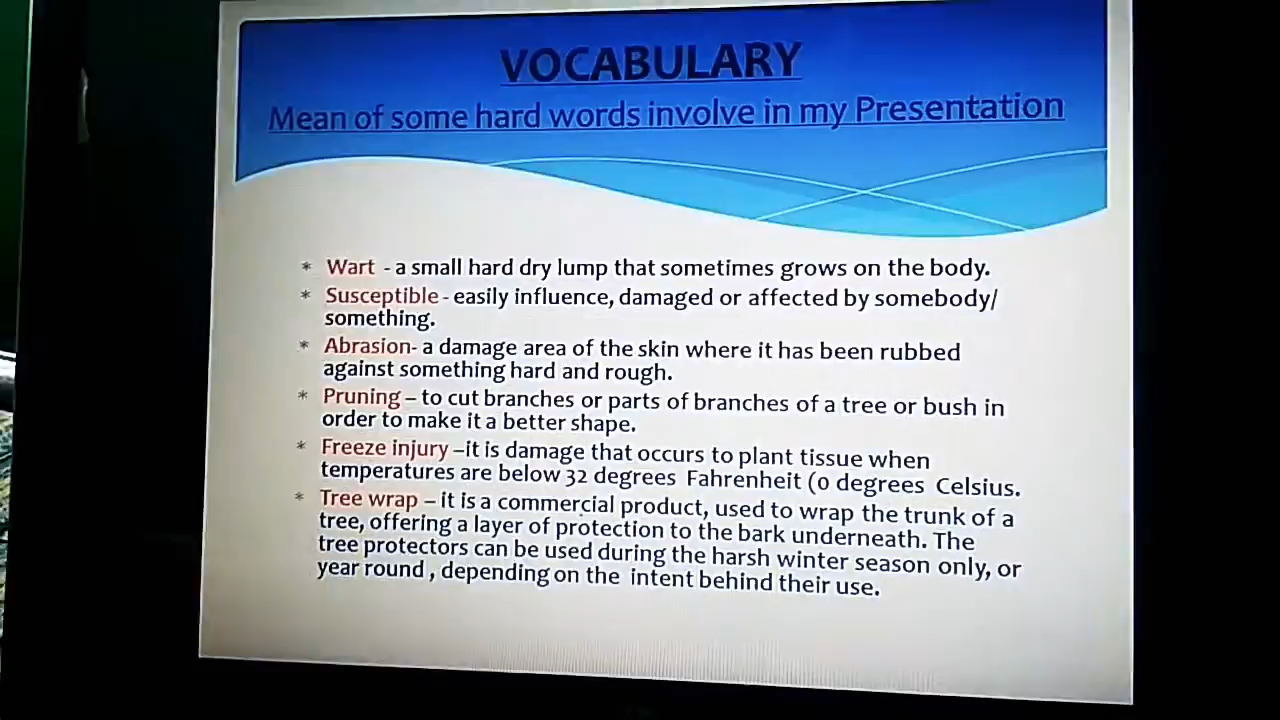 VOCABULARY
Mean of some hard words involve in my Presentation
* Wart - a small hard dry lump that sometimes grows on the body.
* Susceptible - easily influence, damaged or affected by somebody/
something.
* Abrasion- a damage area of the skin where it has been rubbed
against something hard and rough.
* Pruning – to cut branches or parts of branches of a tree or bush in
order to make it a better shape.
* Freeze injury –it is damage that occurs to plant tissue when
temperatures are below 32 degrees Fahrenheit (0 degrees Celsius.
* Tree wrap – it is a commercial product, used to wrap the trunk of a
tree, offering a layer of protection to the bark underneath. The
tree protectors can be used during the harsh winter season only, or
year round , depending on the intent behind their use.